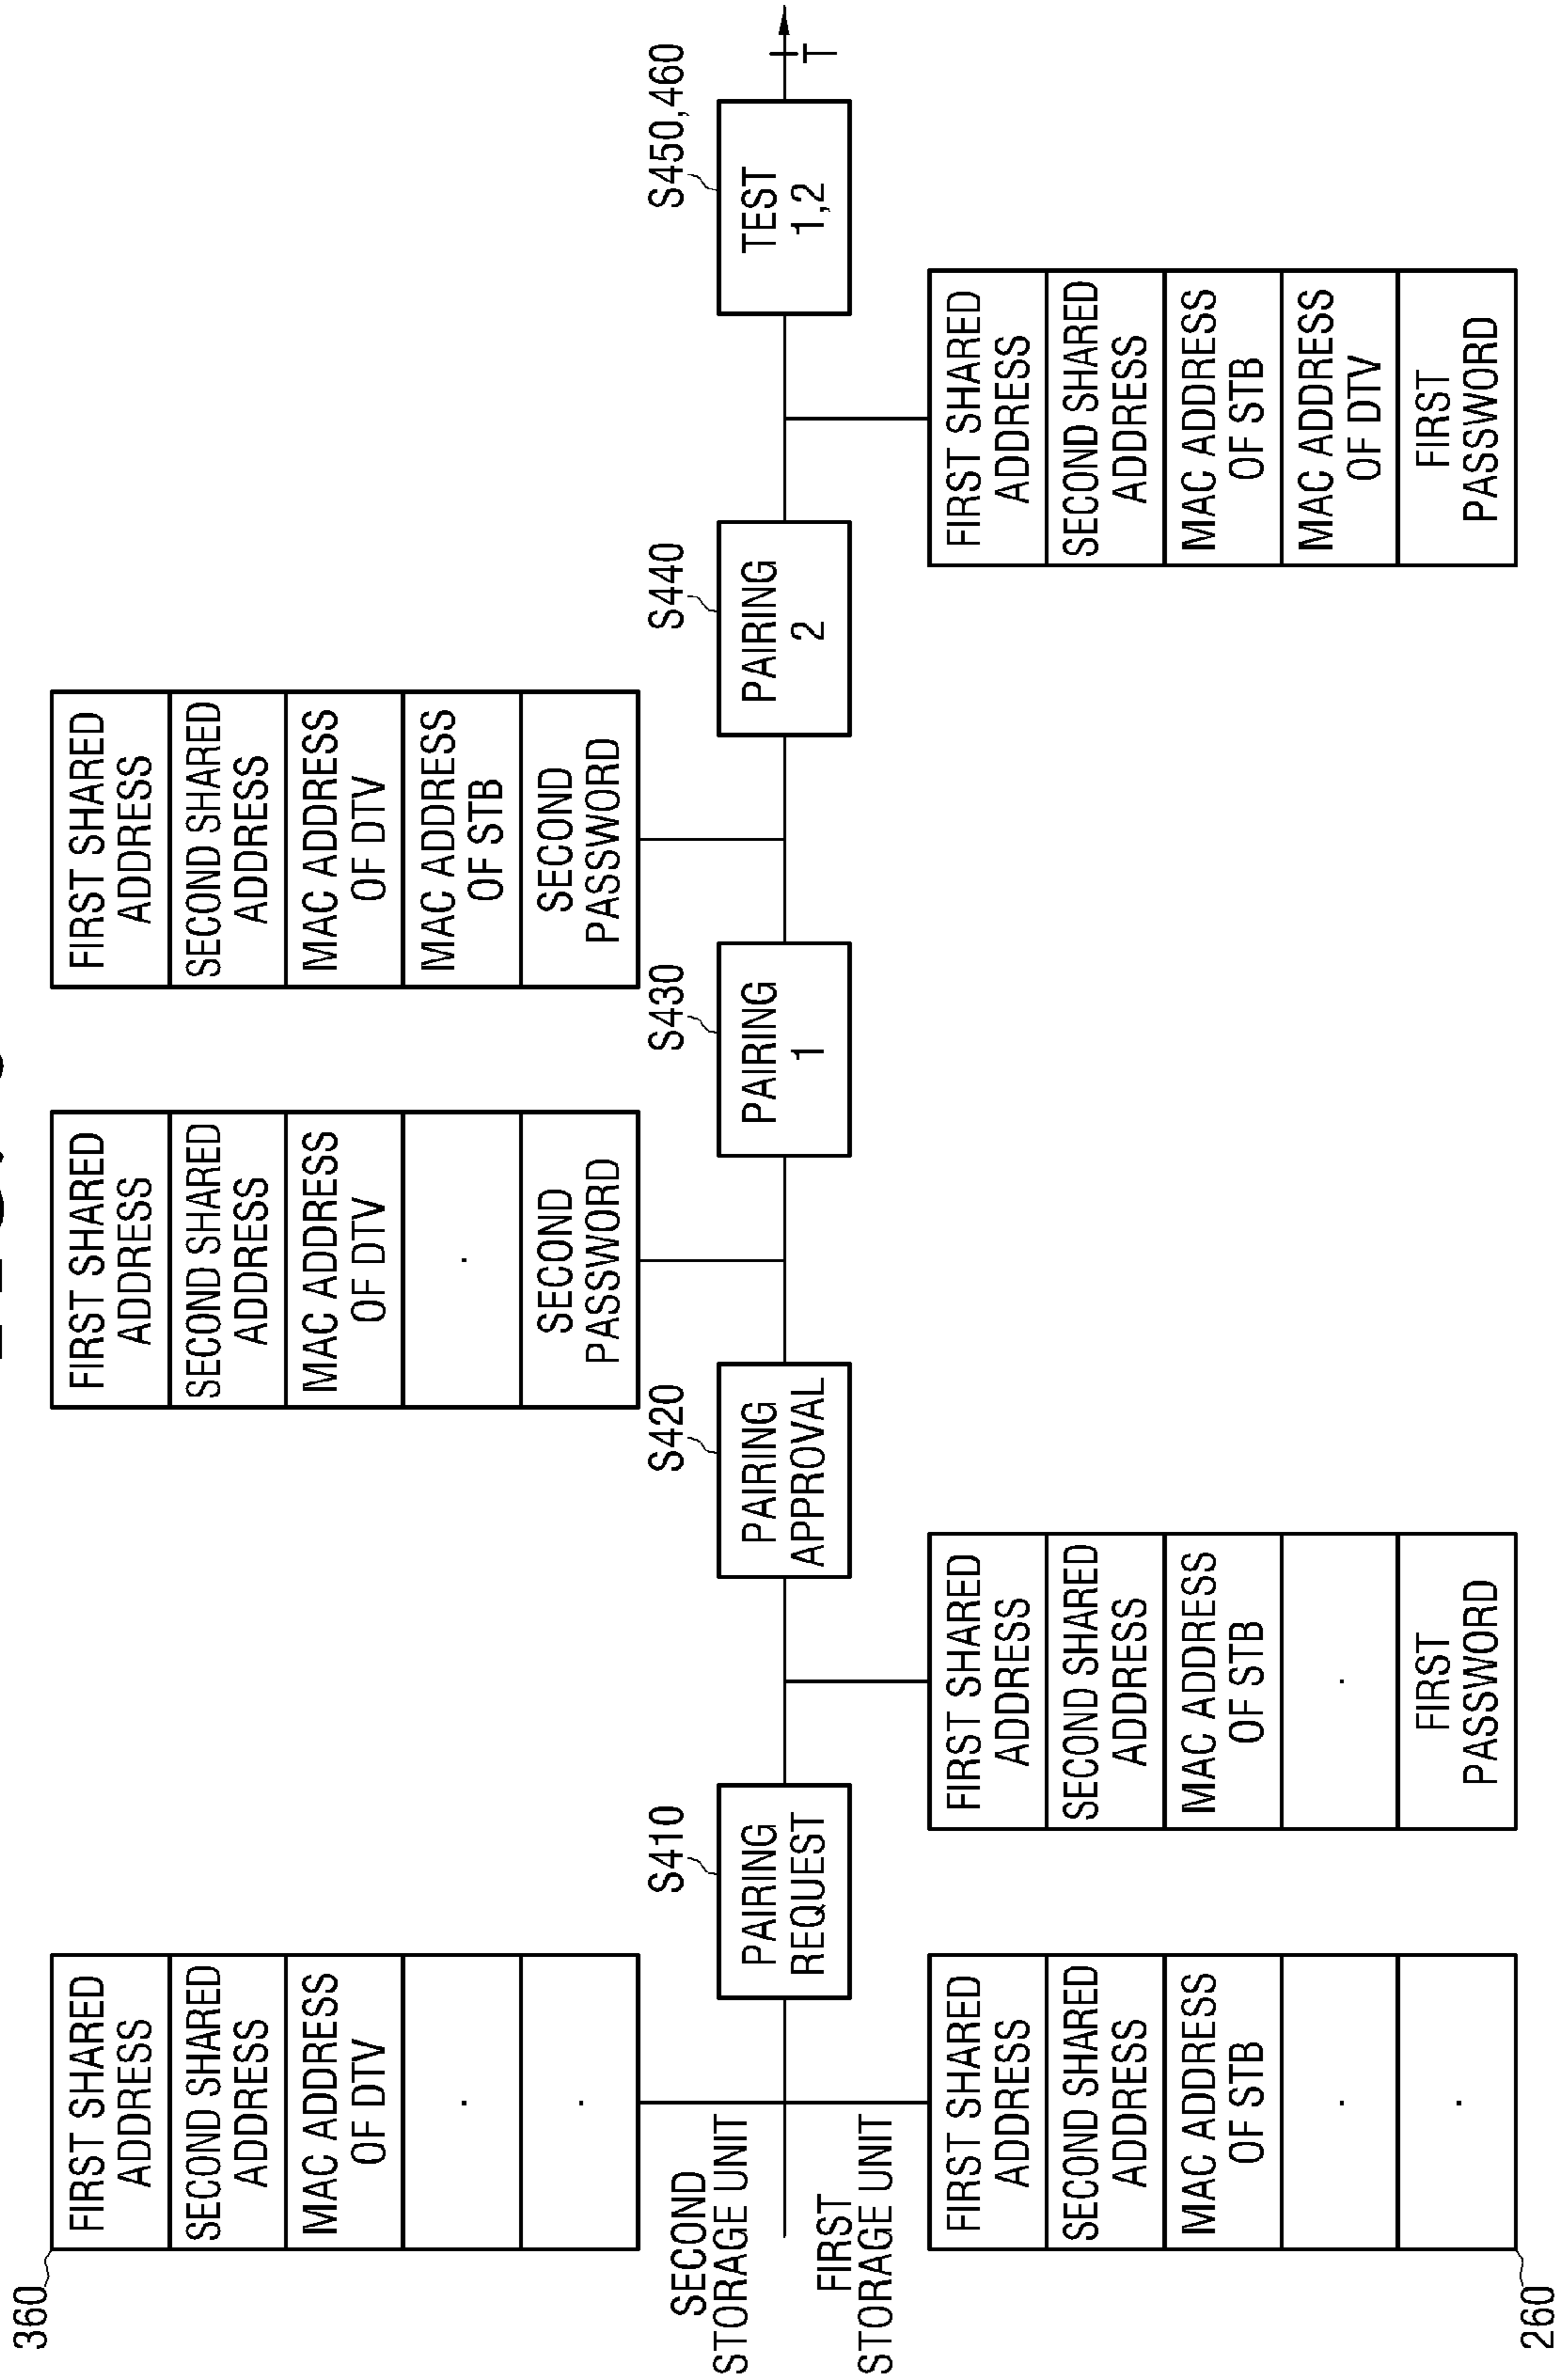 360
FIRST SHARED
ADDRESS
SECOND SHARED
ADDRESS
MAC ADDRESS
OF DTV
.
.
FIRST SHARED
ADDRESS
SECOND SHARED
ADDRESS
MAC ADDRESS
OF DTV
.
SECOND
PASSWORD
FIRST SHARED
ADDRESS
SECOND SHARED
ADDRESS
MAC ADDRESS
OF DTV
MAC ADDRESS
OF STB
SECOND
PASSWORD
SECOND
STORAGE UNIT
FIRST
STORAGE UNIT
S410
PAIRING
REQUEST
S420
PAIRING
APPROVAL
S430
PAIRING
1
S440
PAIRING
2
S450,460
TEST
1,2
T
260
FIRST SHARED
ADDRESS
SECOND SHARED
ADDRESS
MAC ADDRESS
OF STB
.
.
FIRST SHARED
ADDRESS
SECOND SHARED
ADDRESS
MAC ADDRESS
OF STB
.
FIRST
PASSWORD
FIRST SHARED
ADDRESS
SECOND SHARED
ADDRESS
MAC ADDRESS
OF STB
MAC ADDRESS
OF DTV
FIRST
PASSWORD